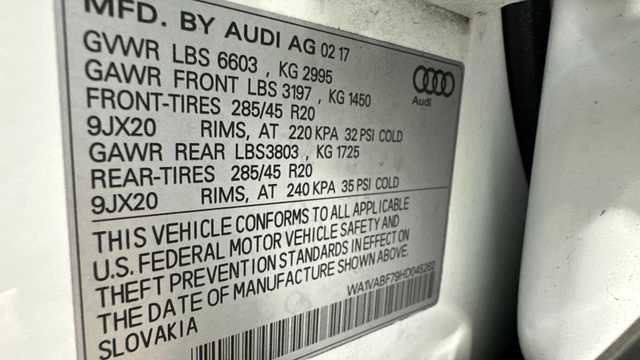 MFD. BY AUDI AG 02 17
GVWR LBS 6603 , KG 2995
GAWR FRONT LBS 3197 , KG 1450
FRONT-TIRES 285/45 R20
9JX20 RIMS, AT 220 KPA 32 PSI COLD
GAWR REAR LBS3803 , KG 1725
REAR-TIRES 285/45 R20
9JX20 RIMS, AT 240 KPA 35 PSI COLD
Audi
THIS VEHICLE CONFORMS TO ALL APPLICABLE
U.S. FEDERAL MOTOR VEHICLE SAFETY AND
THEFT PREVENTION STANDARDS IN EFFECT ON
THE DATE OF MANUFACTURE SHOWN ABOVE.
SLOVAKIA
WA1VABF79HD045262